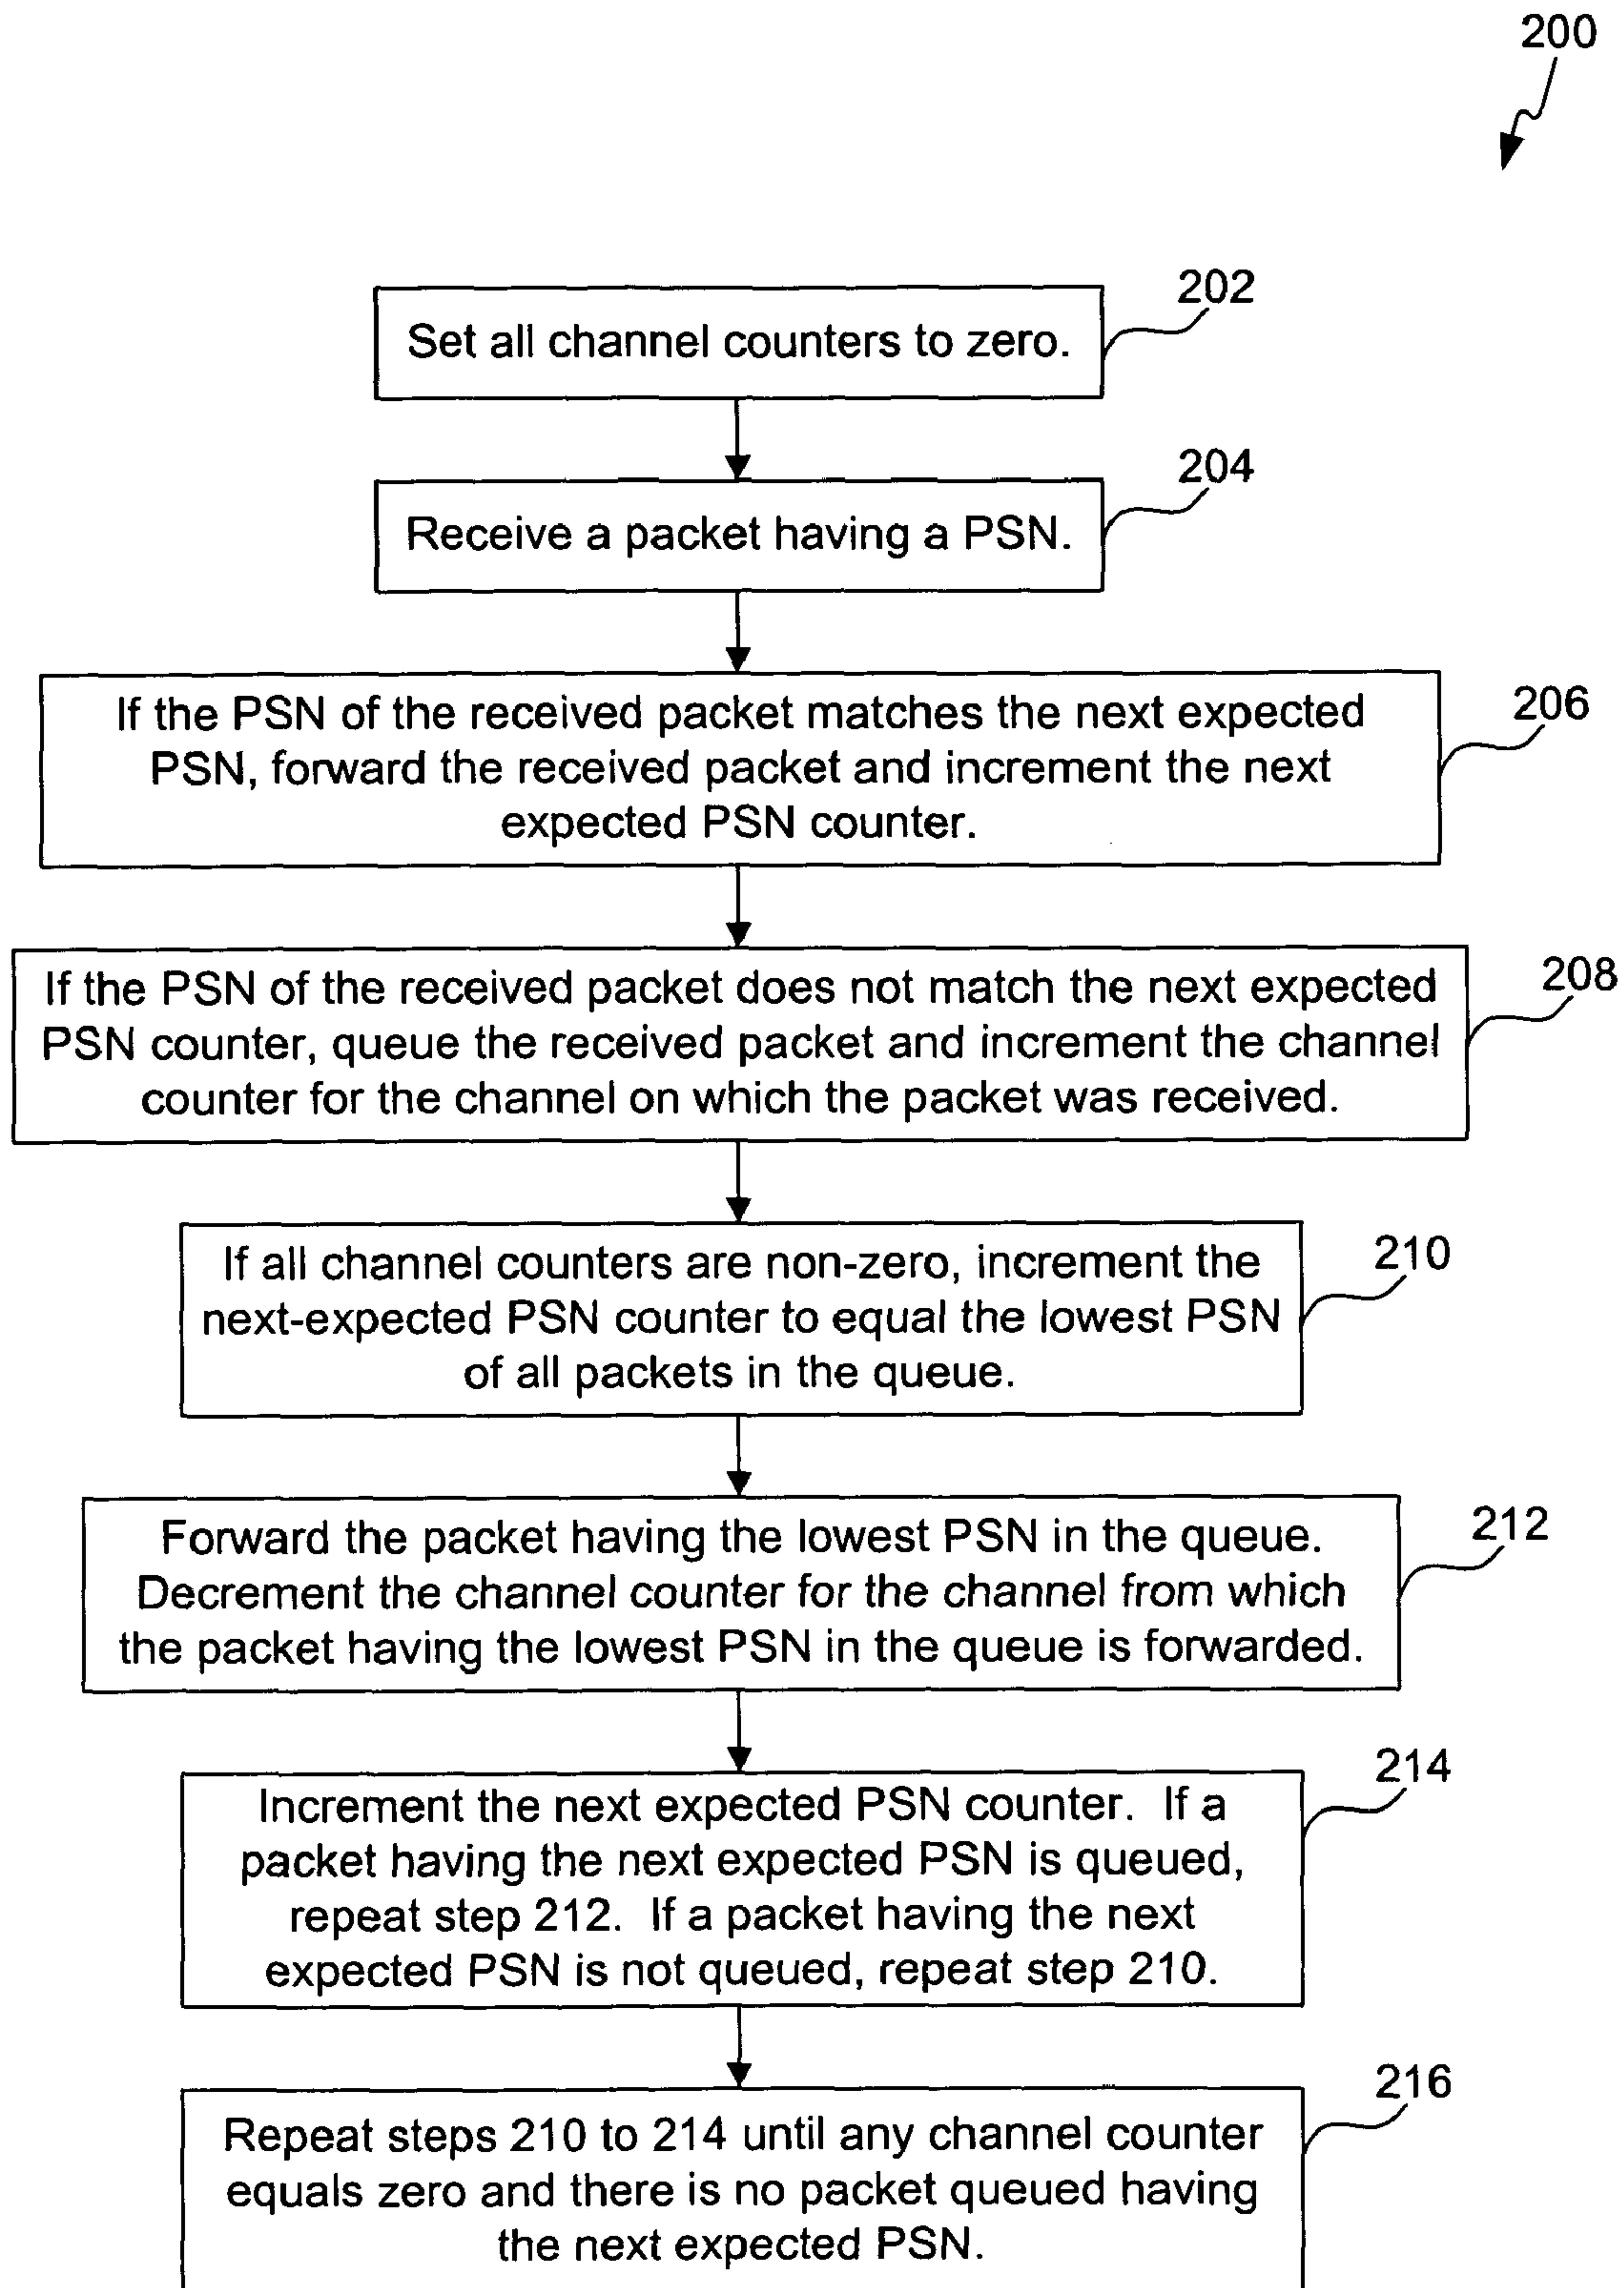 200
202
Set all channel counters to zero.
204
Receive a packet having a PSN.
206
If the PSN of the received packet matches the next expected
PSN, forward the received packet and increment the next
expected PSN counter.
208
If the PSN of the received packet does not match the next expected
PSN counter, queue the received packet and increment the channel
counter for the channel on which the packet was received.
210
If all channel counters are non-zero, increment the
next-expected PSN counter to equal the lowest PSN
of all packets in the queue.
212
Forward the packet having the lowest PSN in the queue.
Decrement the channel counter for the channel from which
the packet having the lowest PSN in the queue is forwarded.
214
Increment the next expected PSN counter. If a
packet having the next expected PSN is queued,
repeat step 212. If a packet having the next
expected PSN is not queued, repeat step 210.
216
Repeat steps 210 to 214 until any channel counter
equals zero and there is no packet queued having
the next expected PSN.